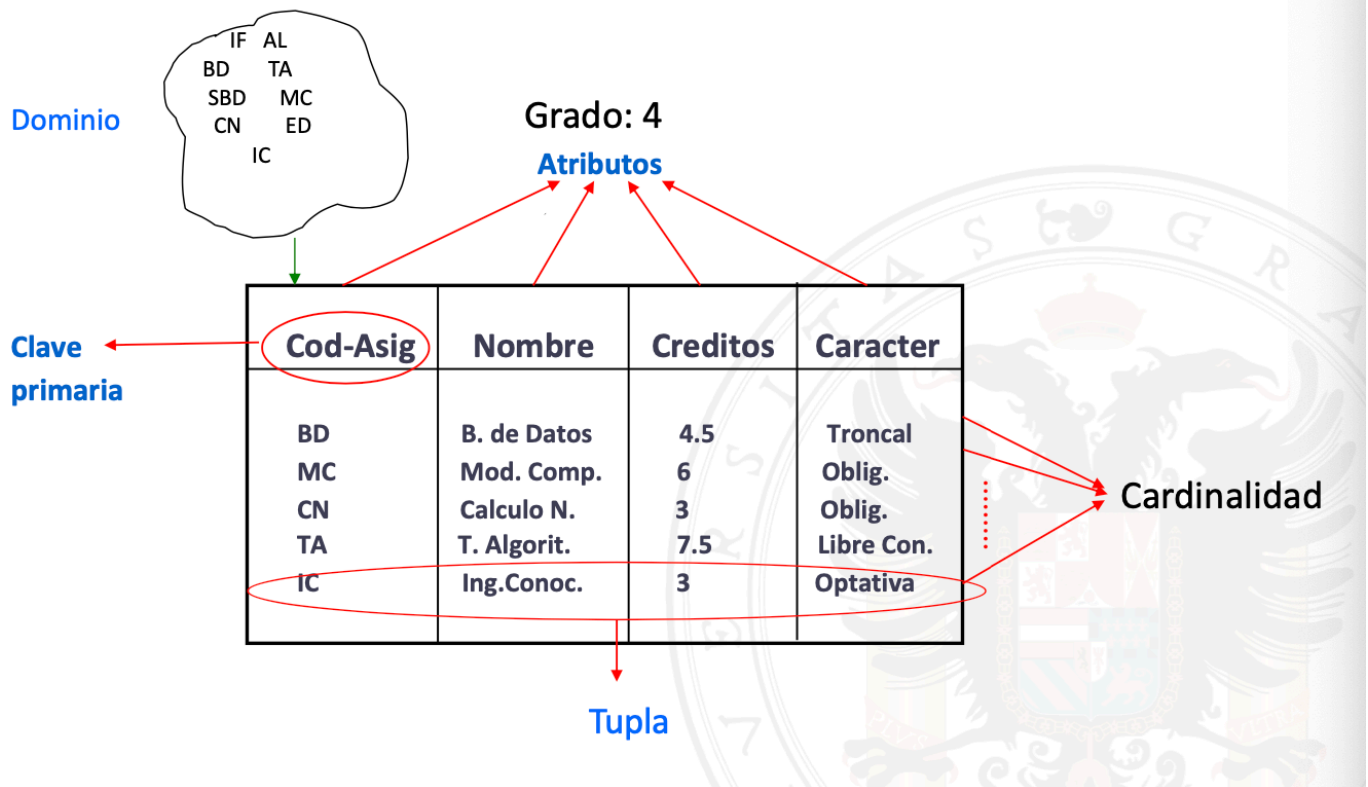 IF AL
BD TA
SBD MC
CN ED
IC
Dominio
Grado: 4
Atributos
Clave
primaria
Cod-Asig Nombre Creditos Caracter
BD B. de Datos 4.5 Troncal
MC Mod. Comp. 6 Oblig.
CN Calculo N. 3 Oblig.
TA T. Algorit. 7.5 Libre Con.
IC Ing.Conoc. 3 Optativa
Cardinalidad
Tupla